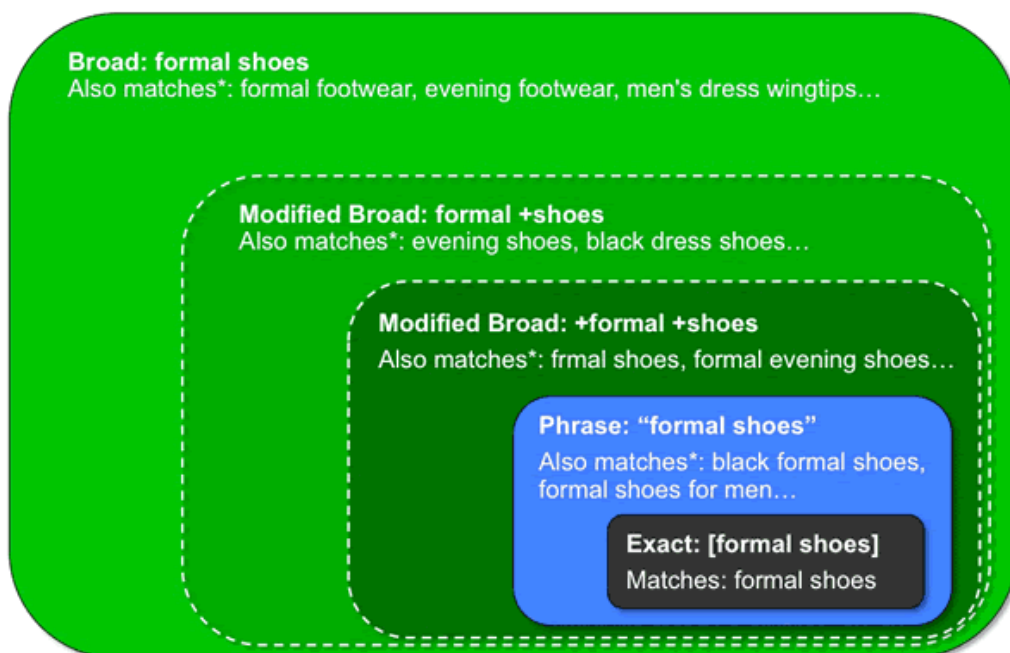 Broad: formal shoes
Also matches*: formal footwear, evening footwear, men's dress wingtips…
Modified Broad: formal +shoes
Also matches*: evening shoes, black dress shoes…
Modified Broad: +formal +shoes
Also matches*: frmal shoes, formal evening shoes…
Phrase: “formal shoes”
Also matches*: black formal shoes,
formal shoes for men…
Exact: [formal shoes]
Matches: formal shoes